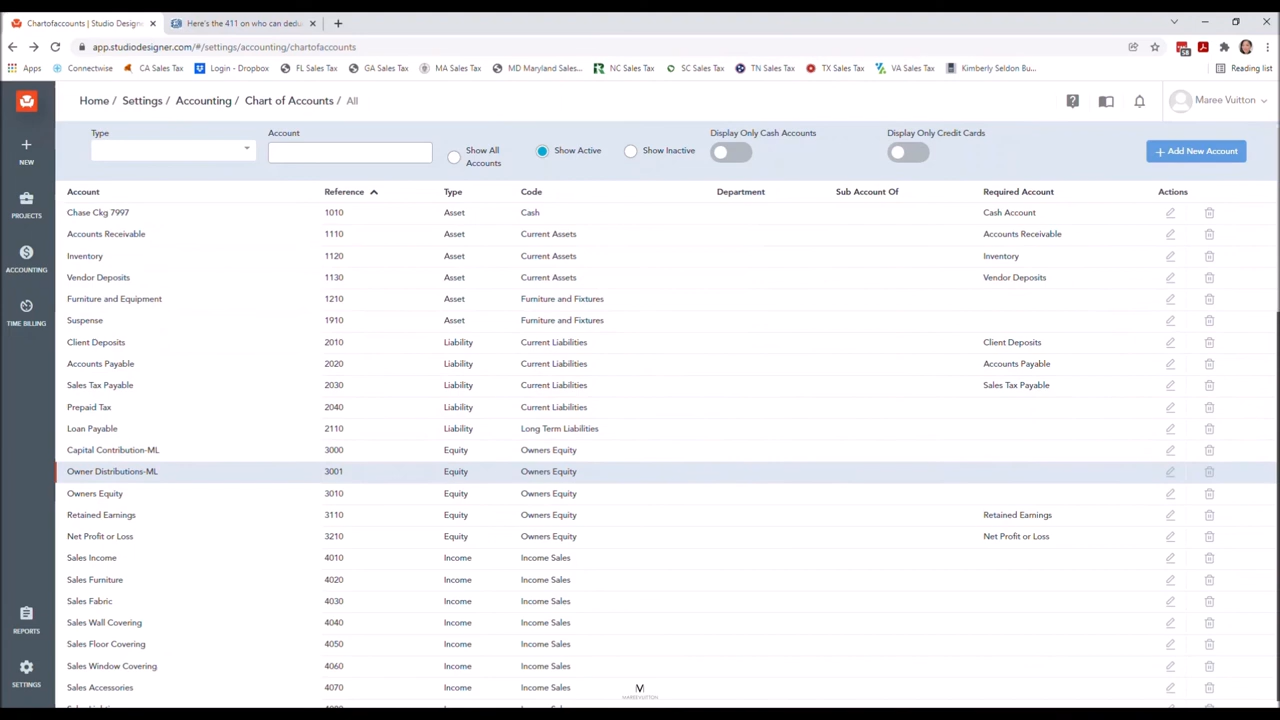 Chartofaccounts | Studio Designe
Here's the 411 on who can dedu
app.studiodesigner.com/#/settings/accounting/chartofaccounts
58
Apps Connectwise CA Sales Tax Login - Dropbox FL Sales Tax GA Sales Tax MA Sales Tax MD Maryland Sales... NC Sales Tax SC Sales Tax TN Sales Tax TX Sales Tax VA Sales Tax Kimberly Seldon Bu... Reading list
Home / Settings / Accounting / Chart of Accounts / All
Maree Vuitton
NEW
PROJECTS
ACCOUNTING
TIME BILLING
REPORTS
SETTINGS
Type Account Display Only Cash Accounts Display Only Credit Cards
Show All Accounts Show Active Show Inactive + Add New Account
Account Reference Type Code Department Sub Account Of Required Account Actions
Chase Ckg 7997 1010 Asset Cash Cash Account
Accounts Receivable 1110 Asset Current Assets Accounts Receivable
Inventory 1120 Asset Current Assets Inventory
Vendor Deposits 1130 Asset Current Assets Vendor Deposits
Furniture and Equipment 1210 Asset Furniture and Fixtures
Suspense 1910 Asset Furniture and Fixtures
Client Deposits 2010 Liability Current Liabilities Client Deposits
Accounts Payable 2020 Liability Current Liabilities Accounts Payable
Sales Tax Payable 2030 Liability Current Liabilities Sales Tax Payable
Prepaid Tax 2040 Liability Current Liabilities
Loan Payable 2110 Liability Long Term Liabilities
Capital Contribution-ML 3000 Equity Owners Equity
Owner Distributions-ML 3001 Equity Owners Equity
Owners Equity 3010 Equity Owners Equity
Retained Earnings 3110 Equity Owners Equity Retained Earnings
Net Profit or Loss 3210 Equity Owners Equity Net Profit or Loss
Sales Income 4010 Income Income Sales
Sales Furniture 4020 Income Income Sales
Sales Fabric 4030 Income Income Sales
Sales Wall Covering 4040 Income Income Sales
Sales Floor Covering 4050 Income Income Sales
Sales Window Covering 4060 Income Income Sales
Sales Accessories 4070 Income Income Sales
M
MAREEVUITTON